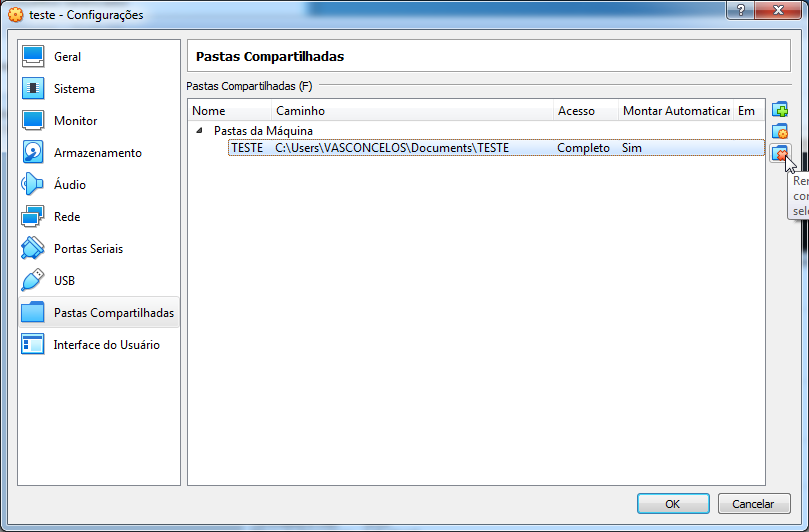 teste - Configurações
Geral
Sistema
Monitor
Armazenamento
Áudio
Rede
Portas Seriais
USB
Pastas Compartilhadas
Interface do Usuário
Pastas Compartilhadas
Pastas Compartilhadas (F)
Nome Caminho Acesso Montar Automaticar Em
Pastas da Máquina
TESTE C:\Users\VASCONCELOS\Documents\TESTE Completo Sim
Rer
cor
sele
OK Cancelar